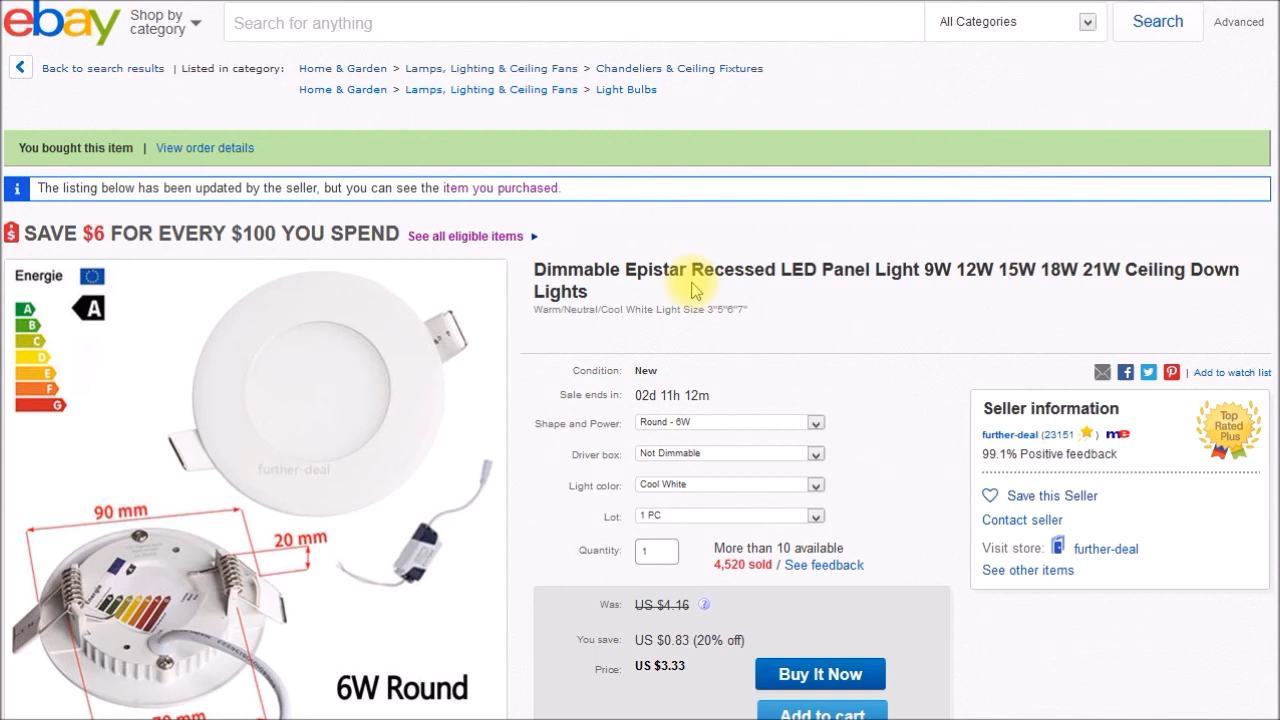 ebay
Shop by category
Search for anything
All Categories
Search
Advanced
Back to search results | Listed in category: Home & Garden > Lamps, Lighting & Ceiling Fans > Chandeliers & Ceiling Fixtures
Home & Garden > Lamps, Lighting & Ceiling Fans > Light Bulbs
You bought this item | View order details
i The listing below has been updated by the seller, but you can see the item you purchased.
$ SAVE $6 FOR EVERY $100 YOU SPEND See all eligible items
Energie
A
A
B
C
D
E
F
G
further-deal
90 mm
20 mm
6W Round
70 mm
Dimmable Epistar Recessed LED Panel Light 9W 12W 15W 18W 21W Ceiling Down
Lights
Warm/Neutral/Cool White Light Size 3"5"6"7"
Condition: New
Sale ends in: 02d 11h 12m
Shape and Power: Round - 6W
Driver box: Not Dimmable
Light color: Cool White
Lot: 1 PC
Quantity: 1
More than 10 available
4,520 sold / See feedback
Was: US $4.16
You save: US $0.83 (20% off)
Price: US $3.33
Buy It Now
Add to cart
| Add to watch list
Seller information
further-deal (23151 ) me
99.1% Positive feedback
Top
Rated
Plus
Save this Seller
Contact seller
Visit store: further-deal
See other items